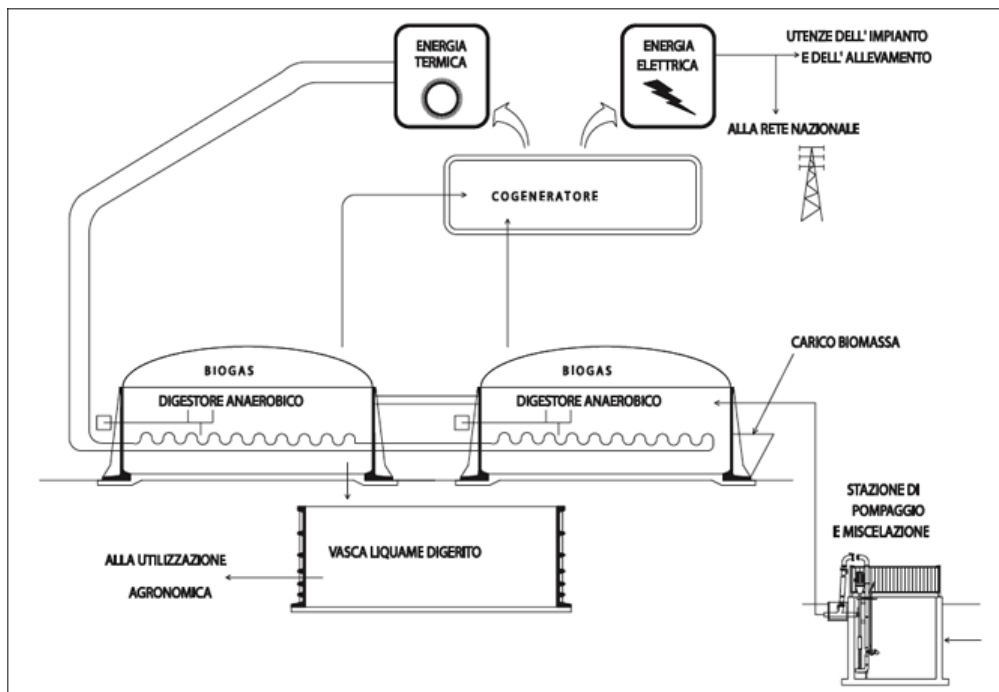 ENERGIA
TERMICA
ENERGIA
ELETTRICA
UTENZE DELL' IMPIANTO
E DELL' ALLEVAMENTO
ALLA RETE NAZIONALE
COGENERATORE
CARICO BIOMASSA
BIOGAS
BIOGAS
DIGESTORE ANAEROBICO
DIGESTORE ANAEROBICO
STAZIONE DI
POMPAGGIO
E MISCELAZIONE
VASCA LIQUAME DIGERITO
ALLA UTILIZZAZIONE
AGRONOMICA